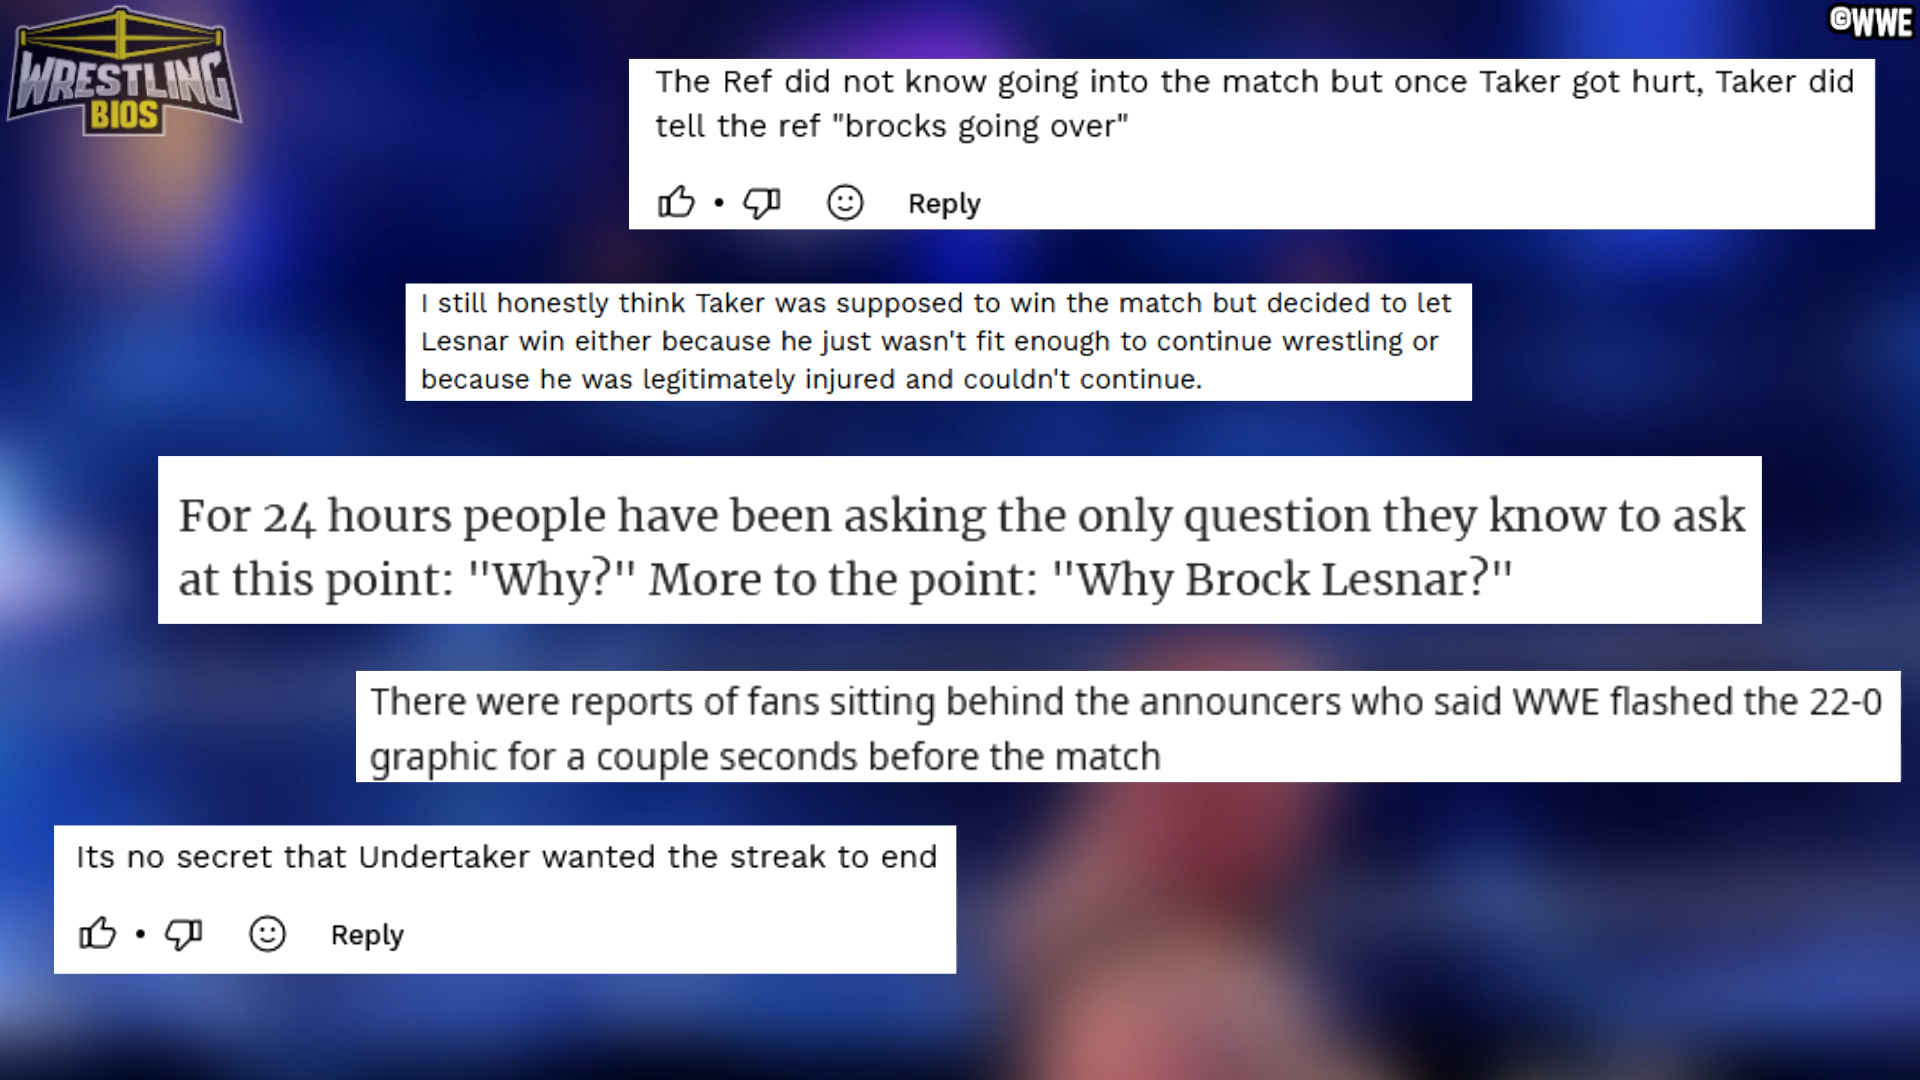 WRESTLING
BIOS
©WWE
The Ref did not know going into the match but once Taker got hurt, Taker did
tell the ref "brocks going over"
Reply
I still honestly think Taker was supposed to win the match but decided to let
Lesnar win either because he just wasn't fit enough to continue wrestling or
because he was legitimately injured and couldn't continue.
For 24 hours people have been asking the only question they know to ask
at this point: "Why?" More to the point: "Why Brock Lesnar?"
There were reports of fans sitting behind the announcers who said WWE flashed the 22-0
graphic for a couple seconds before the match
Its no secret that Undertaker wanted the streak to end
Reply